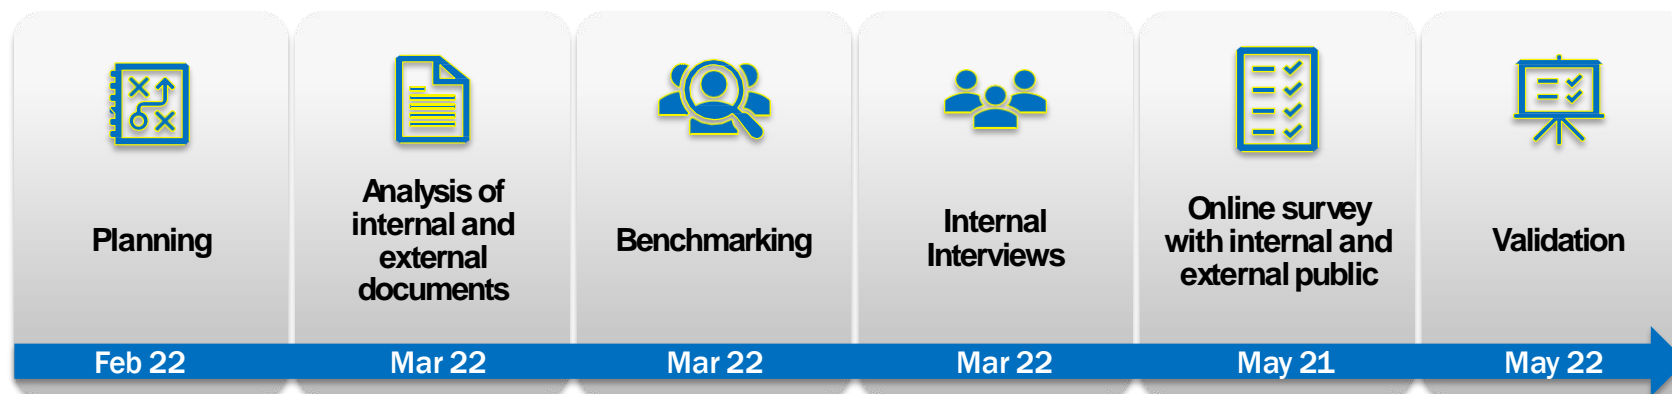 Planning
Analysis of
internal and
external
documents
Benchmarking
Internal
Interviews
Online survey
with internal and
external public
Validation
Feb 22
Mar 22
Mar 22
Mar 22
May 21
May 22